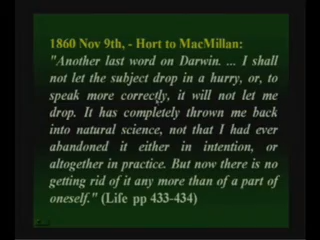 1860 Nov 9th, - Hort to MacMillan:
"Another last word on Darwin. ... I shall
not let the subject drop in a hurry, or, to
speak more correctly, it will not let me
drop. It has completely thrown me back
into natural science, not that I had ever
abandoned it either in intention, or
altogether in practice. But now there is no
getting rid of it any more than of a part of
oneself." (Life pp 433-434)